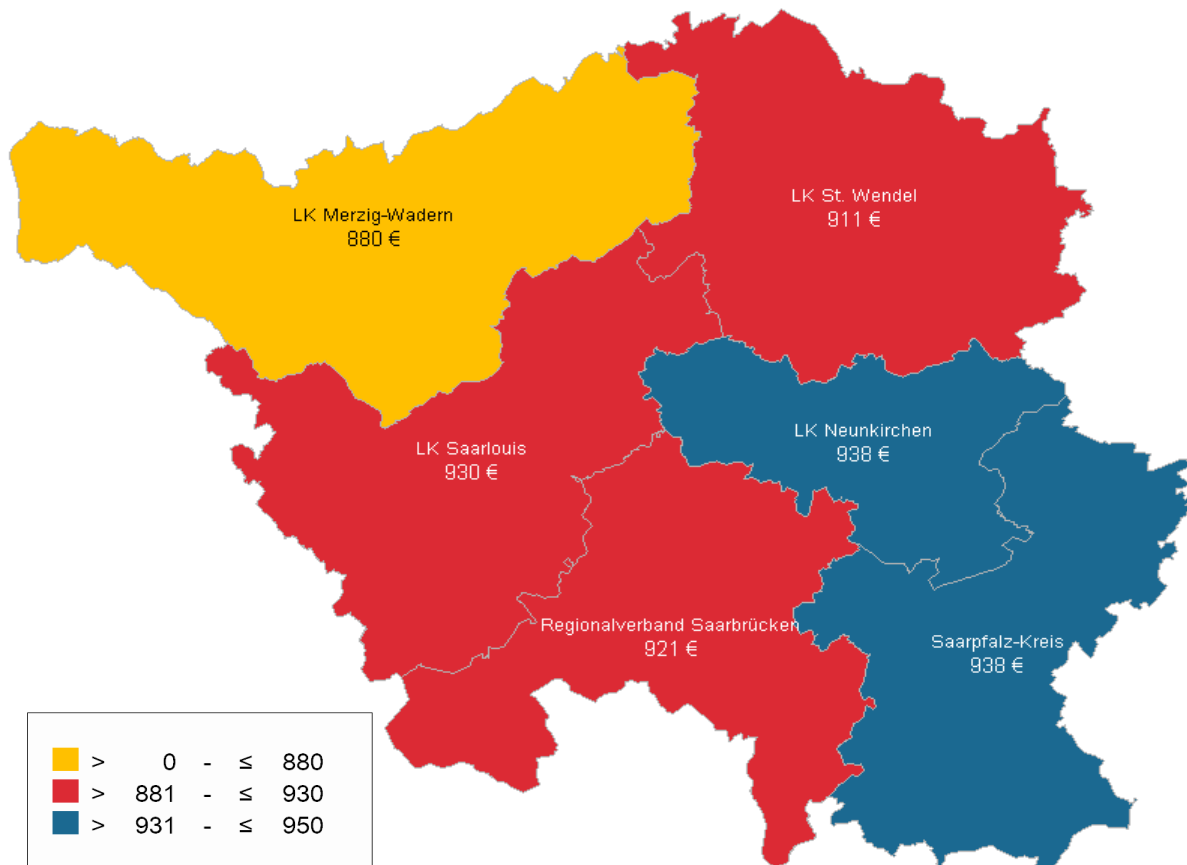 LK St. Wendel
911 €
LK Merzig-Wadern
880 €
LK Neunkirchen
938 €
LK Saarlouis
930 €
Regionalverband Saarbrücken
921 €
Saarpfalz-Kreis
938 €
> 0 - ≤ 880
> 881 - ≤ 930
> 931 - ≤ 950